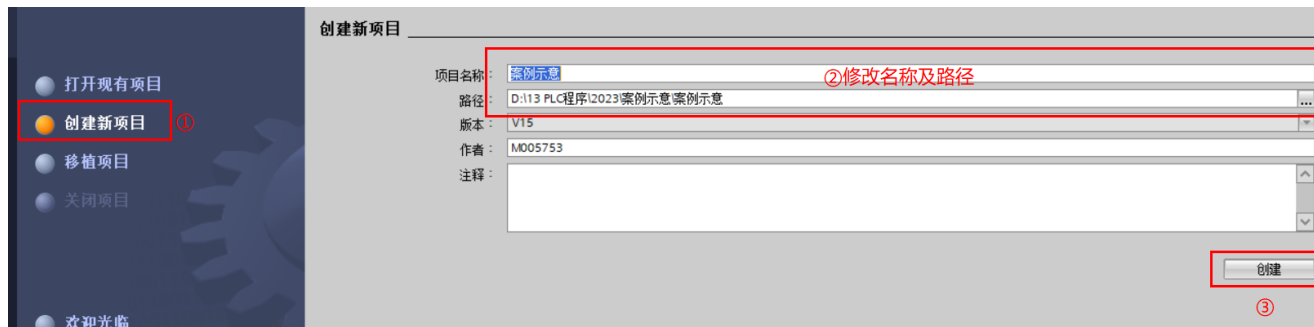 创建新项目
打开现有项目
创建新项目 ①
移植项目
关闭项目
欢迎光临
项目名称： 案例示意
②修改名称及路径
路径： D:\13 PLC程序\2023\案例示意\案例示意 ...
版本： V15
作者： M005753
注释：
创建
③